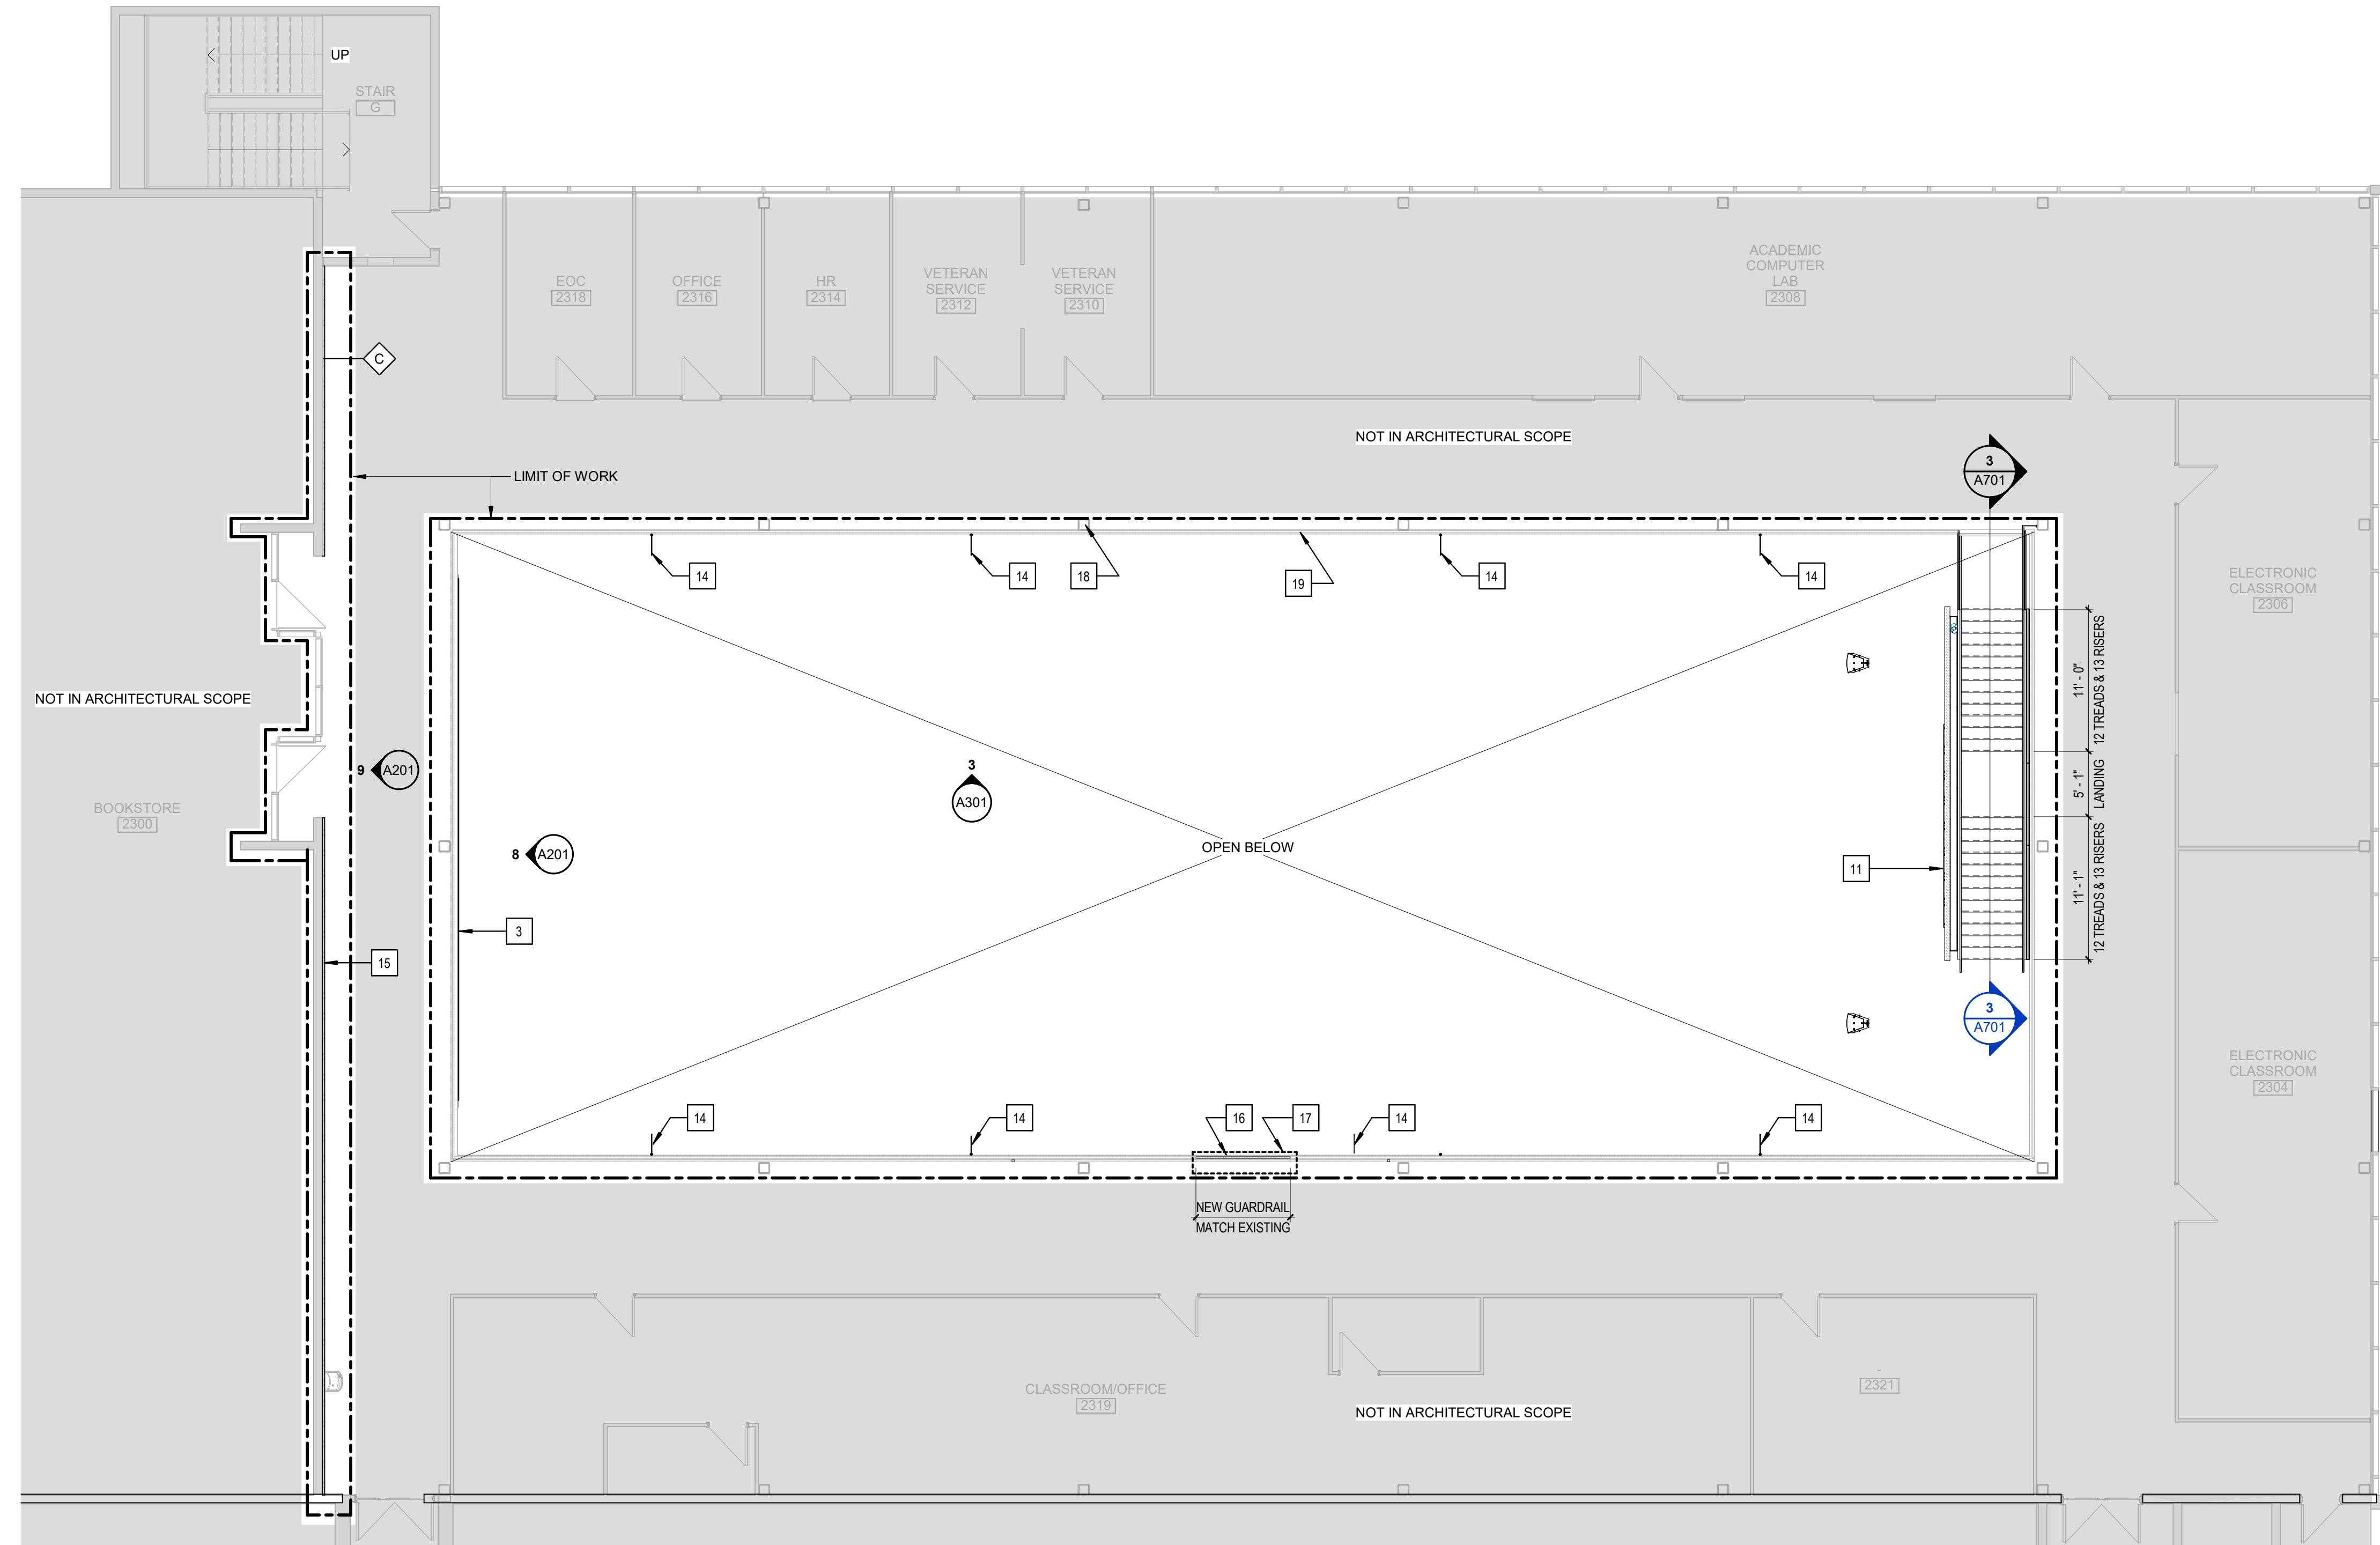 UP
STAIR
G
EOC
2318
OFFICE
2316
HR
2314
VETERAN
SERVICE
2312
VETERAN
SERVICE
2310
ACADEMIC
COMPUTER
LAB
2308
C
NOT IN ARCHITECTURAL SCOPE
3
A701
LIMIT OF WORK
14
14
18
19
14
14
ELECTRONIC
CLASSROOM
2306
11' - 0"
12 TREADS & 13 RISERS
NOT IN ARCHITECTURAL SCOPE
9
A201
3
A301
5' - 1"
LANDING
BOOKSTORE
2300
8
A201
OPEN BELOW
11
11' - 1"
12 TREADS & 13 RISERS
3
15
3
A701
ELECTRONIC
CLASSROOM
2304
14
14
16
17
14
14
NEW GUARDRAIL
MATCH EXISTING
CLASSROOM/OFFICE
2319
NOT IN ARCHITECTURAL SCOPE
-
2321